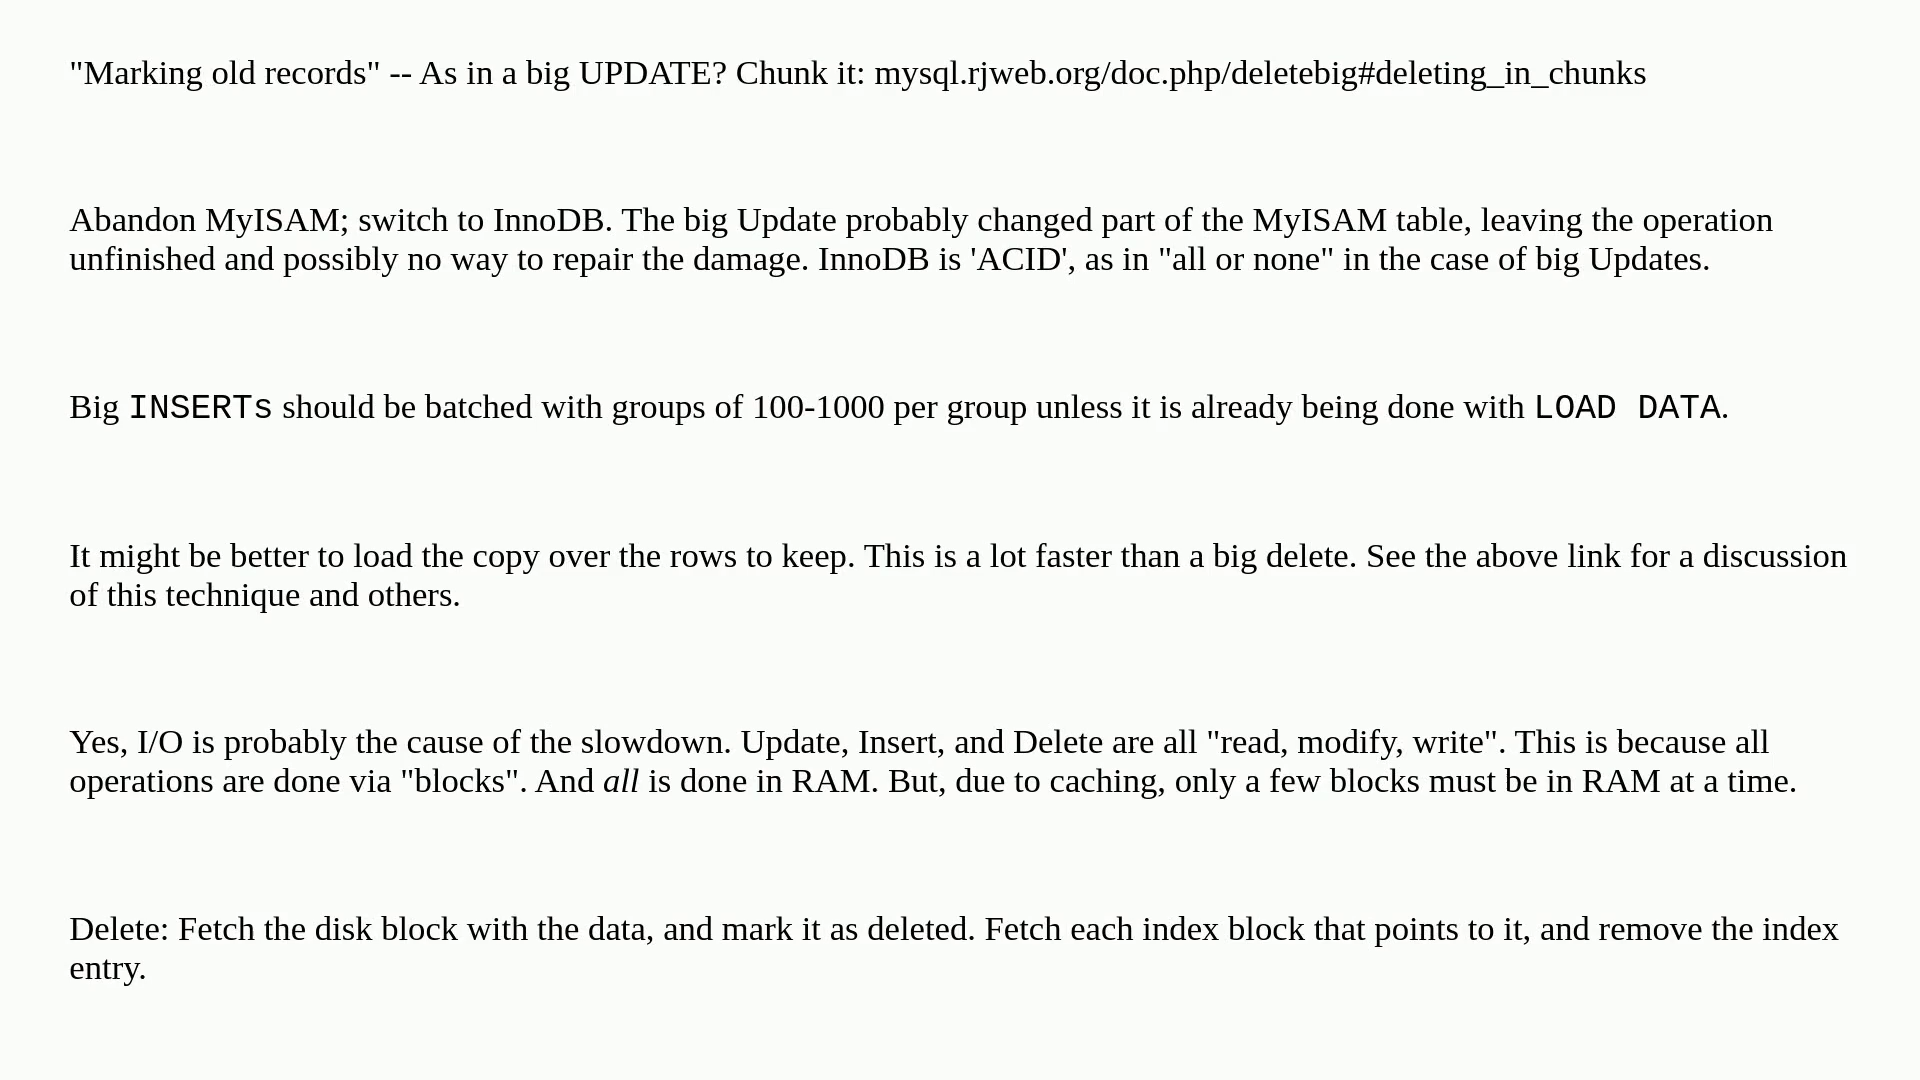 "Marking old records" -- As in a big UPDATE? Chunk it: mysql.rjweb.org/doc.php/deletebig#deleting_in_chunks
Abandon MyISAM; switch to InnoDB. The big Update probably changed part of the MyISAM table, leaving the operation
unfinished and possibly no way to repair the damage. InnoDB is 'ACID', as in "all or none" in the case of big Updates.
Big INSERTs should be batched with groups of 100-1000 per group unless it is already being done with LOAD DATA.
It might be better to load the copy over the rows to keep. This is a lot faster than a big delete. See the above link for a discussion
of this technique and others.
Yes, I/O is probably the cause of the slowdown. Update, Insert, and Delete are all "read, modify, write". This is because all
operations are done via "blocks". And all is done in RAM. But, due to caching, only a few blocks must be in RAM at a time.
Delete: Fetch the disk block with the data, and mark it as deleted. Fetch each index block that points to it, and remove the index
entry.